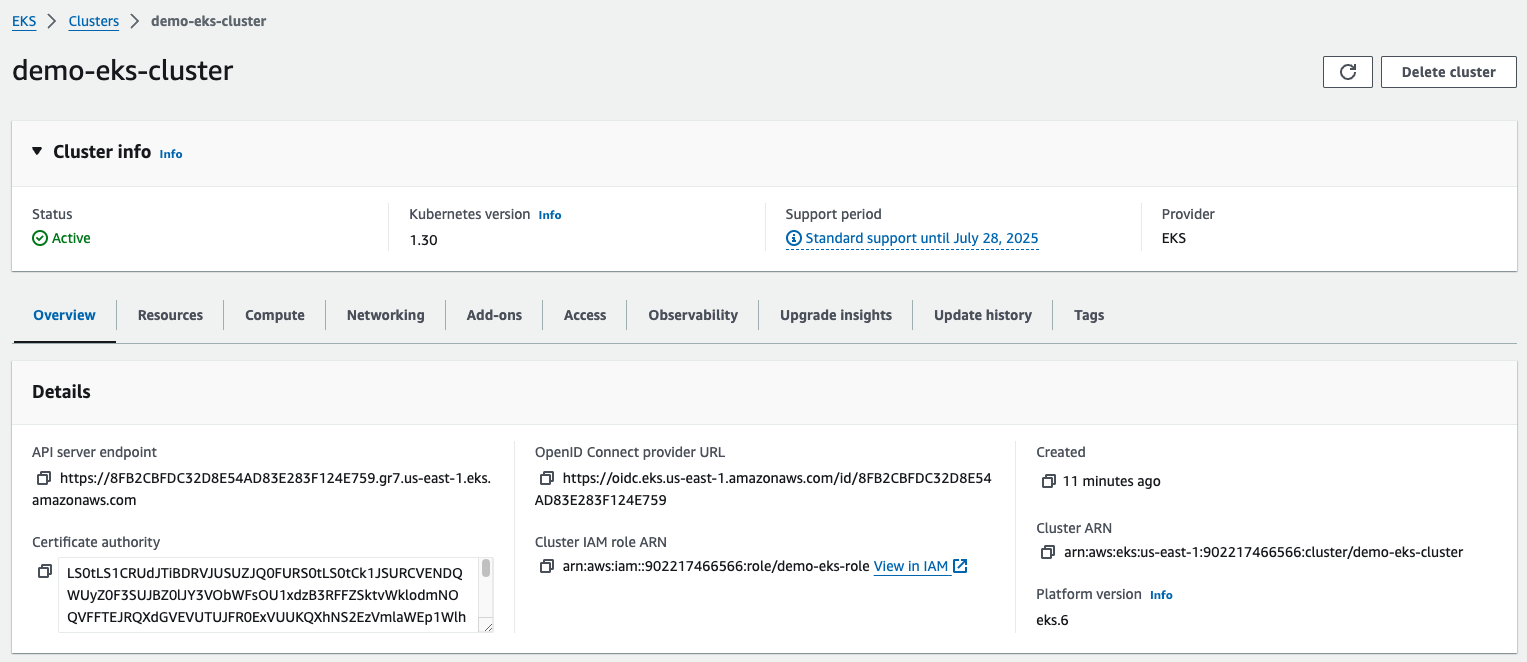 EKS > Clusters > demo-eks-cluster
demo-eks-cluster
Delete cluster
Cluster info Info
Status
Active
Kubernetes version Info
1.30
Support period
Standard support until July 28, 2025
Provider
EKS
Overview Resources Compute Networking Add-ons Access Observability Upgrade insights Update history Tags
Details
API server endpoint
https://8FB2CBFDC32D8E54AD83E283F124E759.gr7.us-east-1.eks.
amazonaws.com
Certificate authority
LS0tLS1CRUdJTiBDRVJUSUZJQ0FURS0tLS0tCk1JSURCVENDQ
WUyZ0F3SUJBZ0lJY3VObWFsOU1xdzB3RFFZSktvWklodmNO
QVFFTEJRQXdGVEVUTUJFR0ExVUUKQXhNS2EzVmlaWEp1Wlh
OpenID Connect provider URL
https://oidc.eks.us-east-1.amazonaws.com/id/8FB2CBFDC32D8E54
AD83E283F124E759
Cluster IAM role ARN
arn:aws:iam::902217466566:role/demo-eks-role View in IAM
Created
11 minutes ago
Cluster ARN
arn:aws:eks:us-east-1:902217466566:cluster/demo-eks-cluster
Platform version Info
eks.6